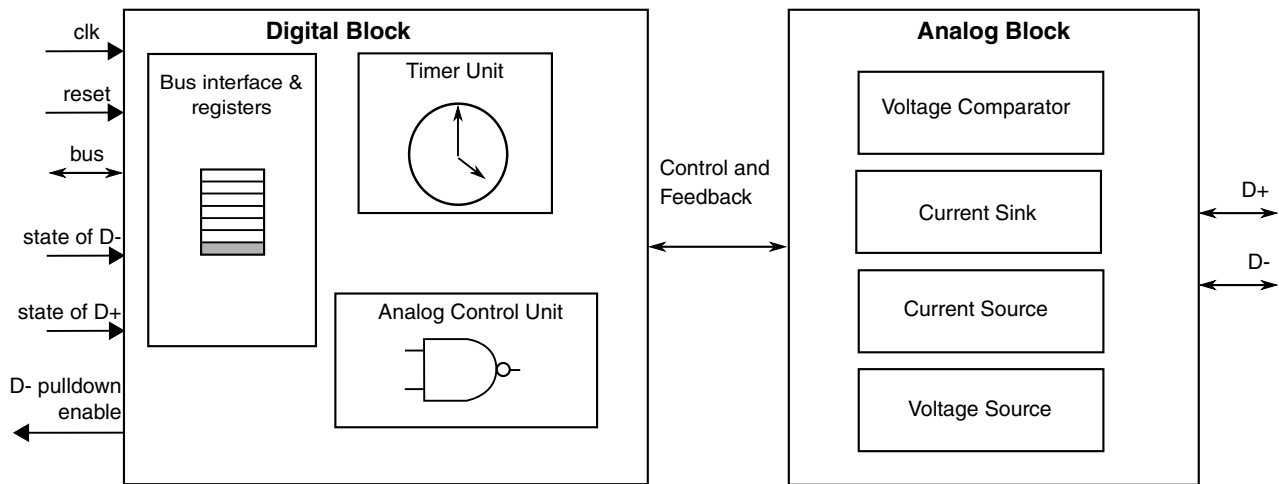 clk
reset
bus
state of D-
state of D+
D- pulldown
enable
Digital Block
Bus interface &
registers
Timer Unit
Analog Control Unit
Control and
Feedback
Analog Block
Voltage Comparator
Current Sink
Current Source
Voltage Source
D+
D-